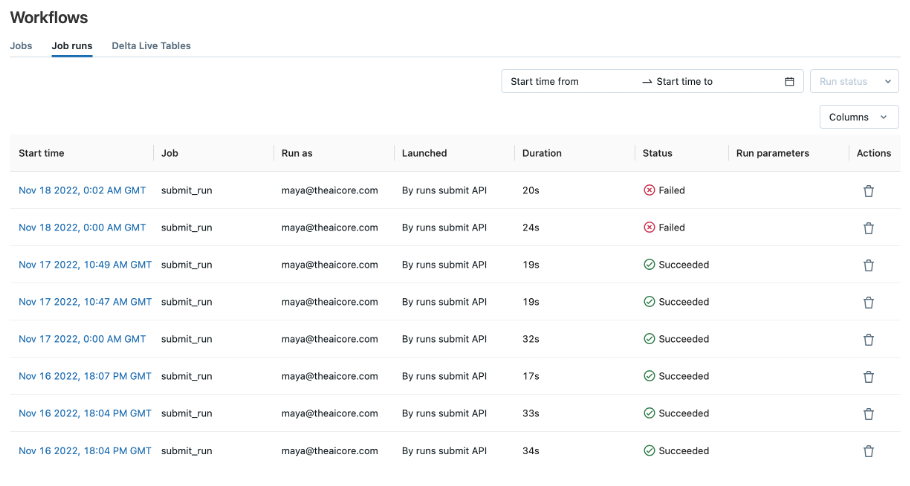 Workflows
Jobs Job runs Delta Live Tables
Start time from Start time to Run status
Columns
Start time Job Run as Launched Duration Status Run parameters Actions
Nov 18 2022, 0:02 AM GMT submit_run maya@theaicore.com By runs submit API 20s Failed
Nov 18 2022, 0:00 AM GMT submit_run maya@theaicore.com By runs submit API 24s Failed
Nov 17 2022, 10:49 AM GMT submit_run maya@theaicore.com By runs submit API 19s Succeeded
Nov 17 2022, 10:47 AM GMT submit_run maya@theaicore.com By runs submit API 19s Succeeded
Nov 17 2022, 0:00 AM GMT submit_run maya@theaicore.com By runs submit API 32s Succeeded
Nov 16 2022, 18:07 PM GMT submit_run maya@theaicore.com By runs submit API 17s Succeeded
Nov 16 2022, 18:04 PM GMT submit_run maya@theaicore.com By runs submit API 33s Succeeded
Nov 16 2022, 18:04 PM GMT submit_run maya@theaicore.com By runs submit API 34s Succeeded